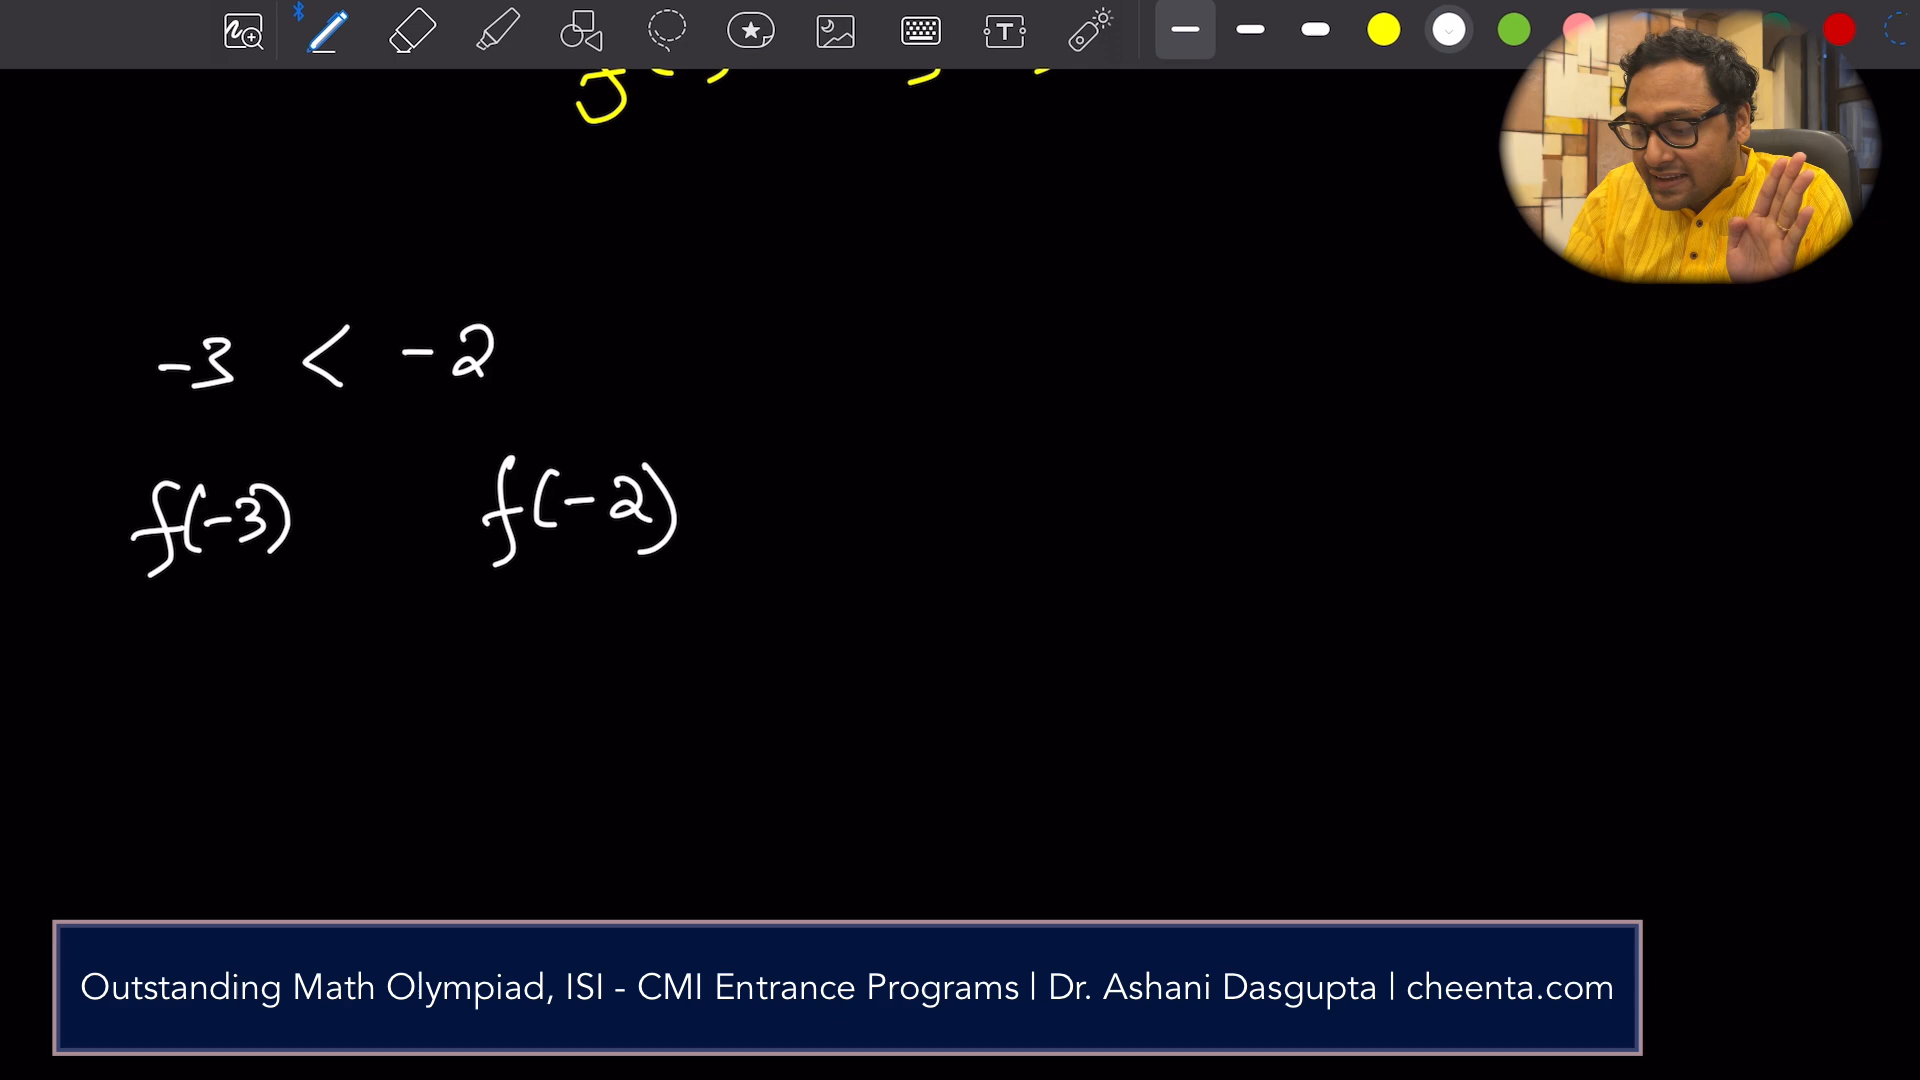 -3 < -2
f(-3) f(-2)
Outstanding Math Olympiad, ISI - CMI Entrance Programs | Dr. Ashani Dasgupta | cheenta.com